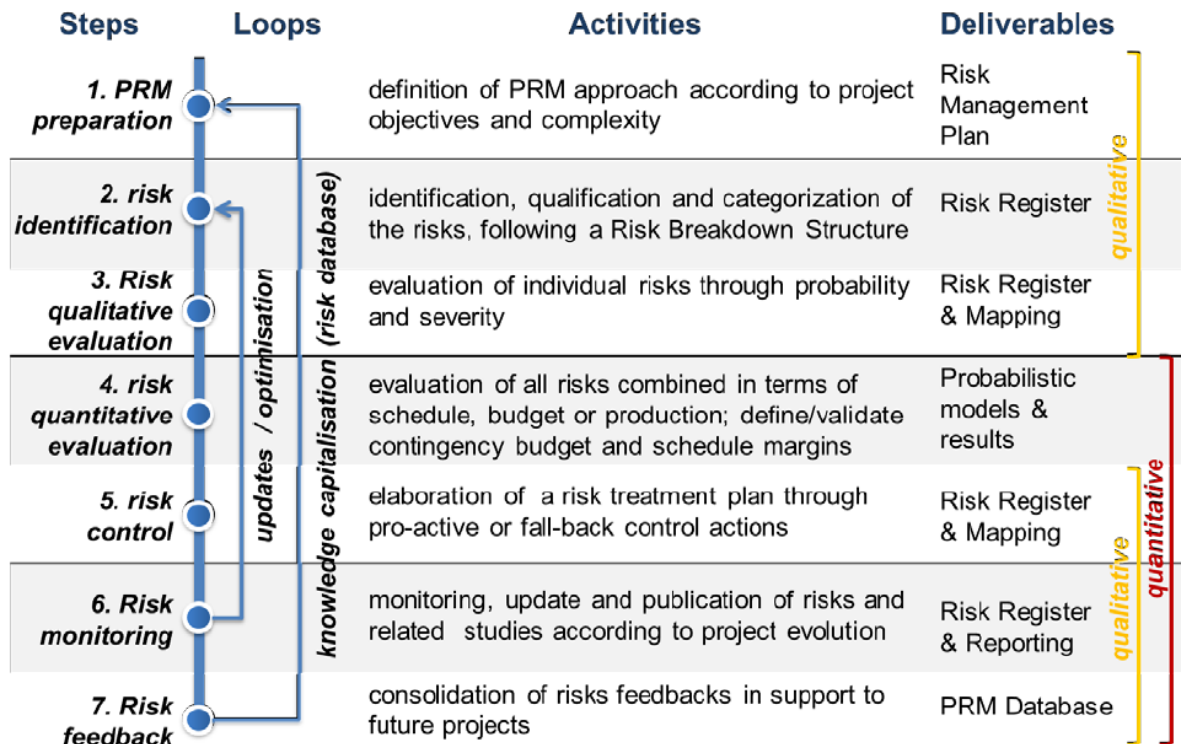 Steps
Loops
Activities
Deliverables
1. PRM
preparation
definition of PRM approach according to project
objectives and complexity
Risk
Management
Plan
2. risk
identification
identification, qualification and categorization of
the risks, following a Risk Breakdown Structure
Risk Register
3. Risk
qualitative
evaluation
evaluation of individual risks through probability
and severity
Risk Register
& Mapping
4. risk
quantitative
evaluation
evaluation of all risks combined in terms of
schedule, budget or production; define/validate
contingency budget and schedule margins
Probabilistic
models &
results
5. risk
control
elaboration of a risk treatment plan through
pro-active or fall-back control actions
Risk Register
& Mapping
6. Risk
monitoring
monitoring, update and publication of risks and
related studies according to project evolution
Risk Register
& Reporting
7. Risk
feedback
consolidation of risks feedbacks in support to
future projects
PRM Database
updates / optimisation
knowledge capitalisation (risk database)
qualitative
qualitative
quantitative